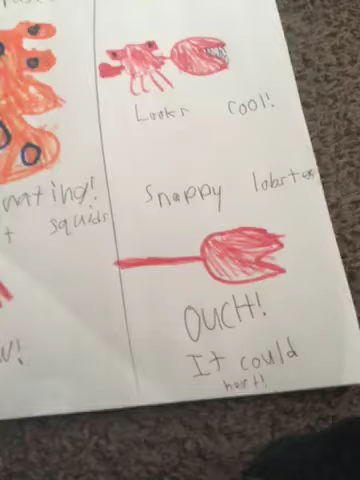 Looks cool!
nating!
squids
Snappy lobster
OUCH!
It could
hurt!